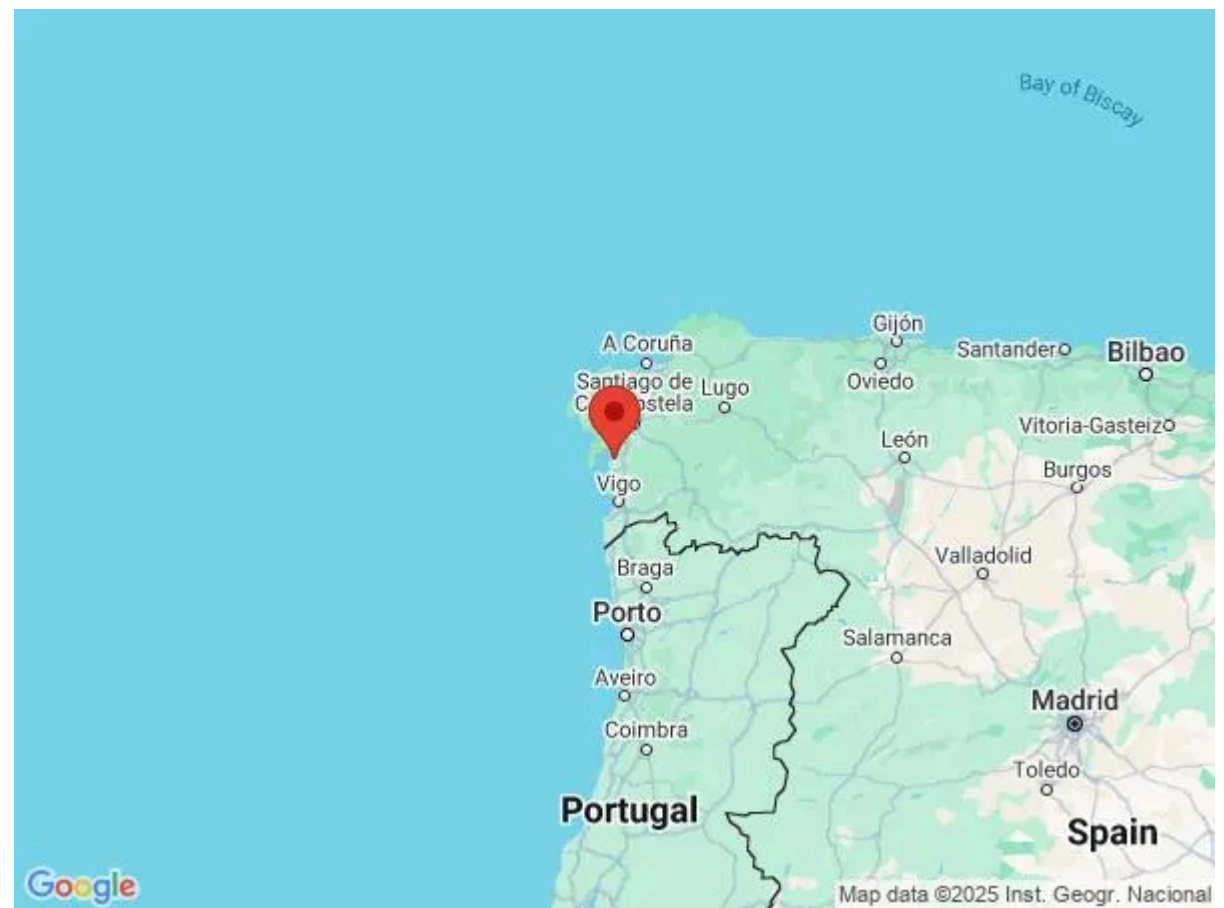 Bay of Biscay
Gijón
A Coruña
Santander
Bilbao
Santiago de
Lugo
Oviedo
Vitoria-Gasteiz
León
Burgos
Vigo
Valladolid
Braga
Porto
Salamanca
Aveiro
Madrid
Coimbra
Toledo
Portugal
Spain
Google
Map data ©2025 Inst. Geogr. Nacional